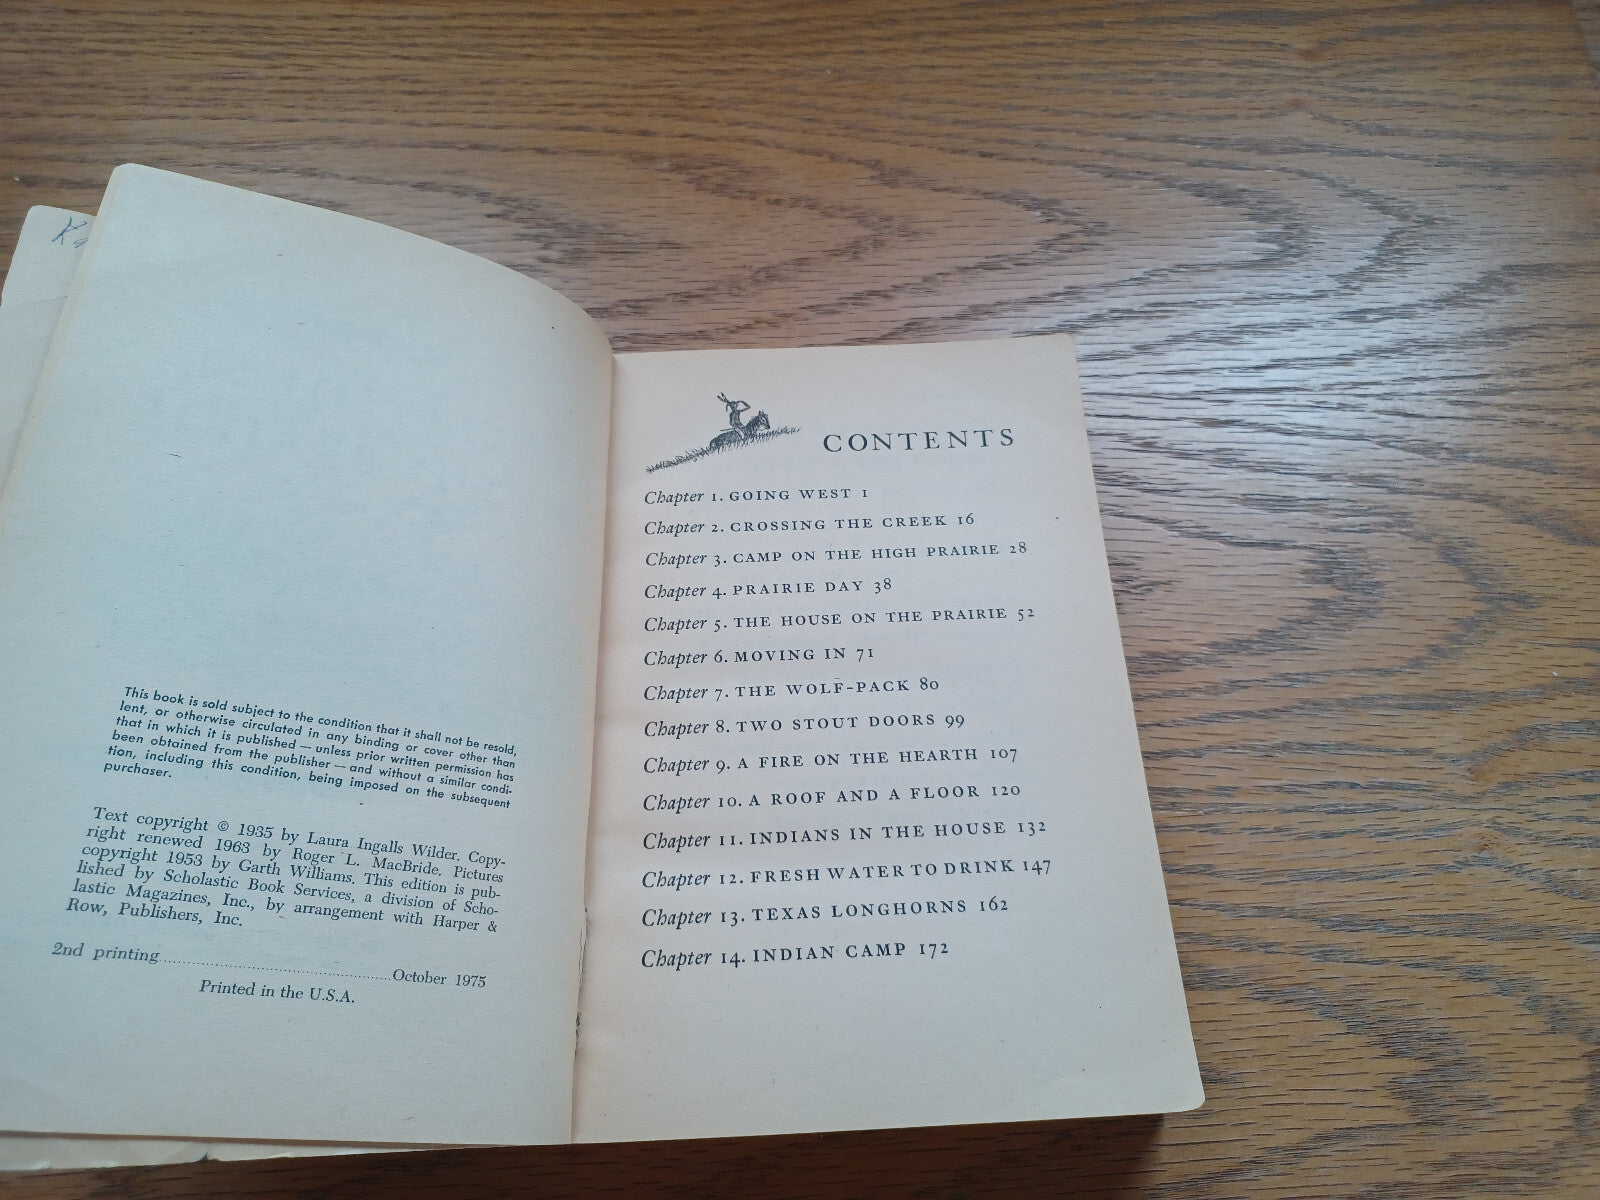 This book is sold subject to the condition that it shall not be resold,
lent, or otherwise circulated in any binding or cover other than
that in which it is published — unless prior written permission has
been obtained from the publisher — and without a similar condi-
tion, including this condition, being imposed on the subsequent
purchaser.
Text copyright © 1935 by Laura Ingalls Wilder. Copy-
right renewed 1963 by Roger L. MacBride. Pictures
copyright 1953 by Garth Williams. This edition is pub-
lished by Scholastic Book Services, a division of Scho-
lastic Magazines, Inc., by arrangement with Harper &
Row, Publishers, Inc.
2nd printing..........October 1975
Printed in the U.S.A.
CONTENTS
Chapter 1. GOING WEST 1
Chapter 2. CROSSING THE CREEK 16
Chapter 3. CAMP ON THE HIGH PRAIRIE 28
Chapter 4. PRAIRIE DAY 38
Chapter 5. THE HOUSE ON THE PRAIRIE 52
Chapter 6. MOVING IN 71
Chapter 7. THE WOLF-PACK 80
Chapter 8. TWO STOUT DOORS 99
Chapter 9. A FIRE ON THE HEARTH 107
Chapter 10. A ROOF AND A FLOOR 120
Chapter 11. INDIANS IN THE HOUSE 132
Chapter 12. FRESH WATER TO DRINK 147
Chapter 13. TEXAS LONGHORNS 162
Chapter 14. INDIAN CAMP 172